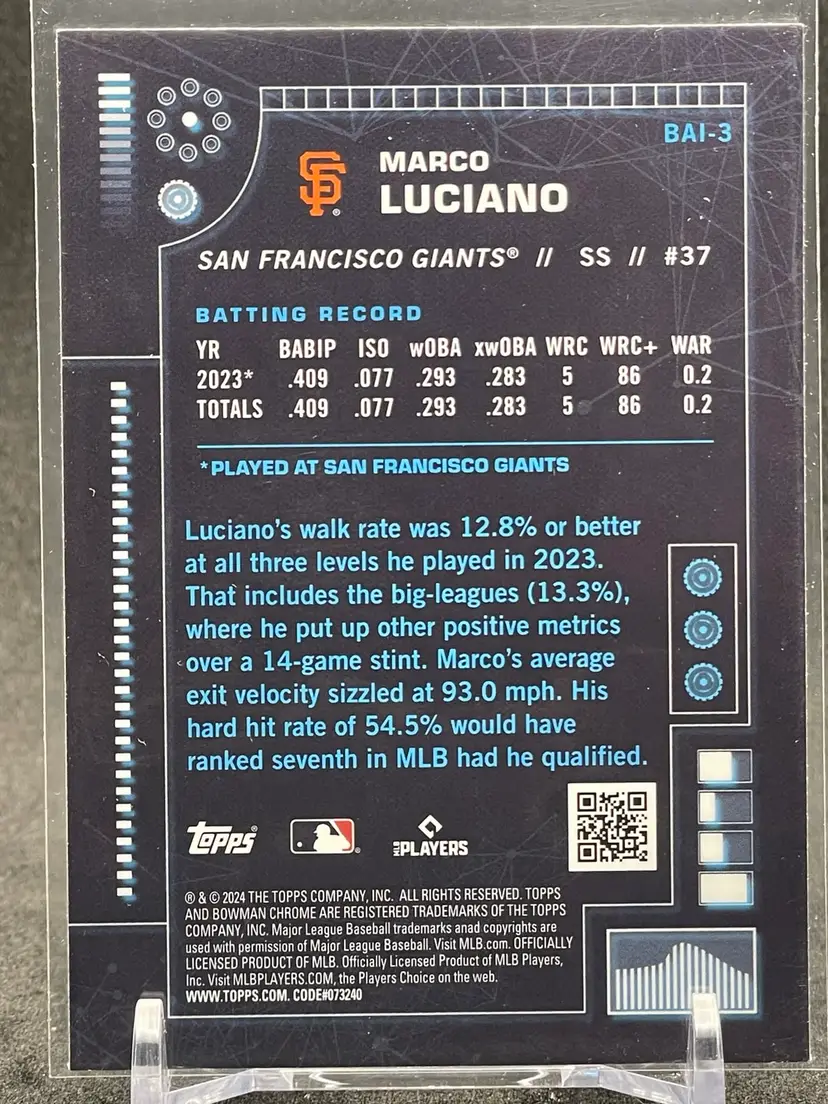 BAI-3
SF
MARCO
LUCIANO
SAN FRANCISCO GIANTS® // SS // #37
BATTING RECORD
YR BABIP ISO wOBA xwOBA WRC WRC+ WAR
2023* .409 .077 .293 .283 5 86 0.2
TOTALS .409 .077 .293 .283 5 86 0.2
*PLAYED AT SAN FRANCISCO GIANTS
Luciano's walk rate was 12.8% or better
at all three levels he played in 2023.
That includes the big-leagues (13.3%),
where he put up other positive metrics
over a 14-game stint. Marco's average
exit velocity sizzled at 93.0 mph. His
hard hit rate of 54.5% would have
ranked seventh in MLB had he qualified.
topps® ® MLB PLAYERS
® & © 2024 THE TOPPS COMPANY, INC. ALL RIGHTS RESERVED. TOPPS
AND BOWMAN CHROME ARE REGISTERED TRADEMARKS OF THE TOPPS
COMPANY, INC. Major League Baseball trademarks anad copyrights are
used with permission of Major League Baseball. Visit MLB.com. OFFICIALLY
LICENSED PRODUCT OF MLB. Officially Licensed Product of MLB Players,
Inc. Visit MLBPLAYERS.COM, the Players Choice on the web.
WWW.TOPPS.COM. CODE#073240